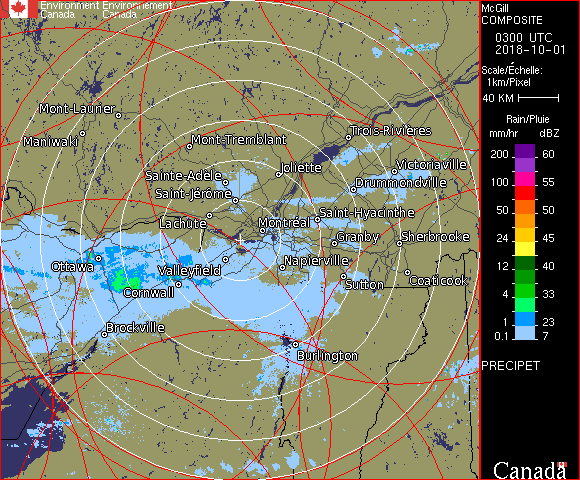 Environment Environnement
Canada Canada
McGill
COMPOSITE
0300 UTC
2018-10-01
Scale/Échelle:
1km/Pixel
40 KM
Rain/Pluie
mm/hr dBZ
200 60
100 55
50 50
24 45
12 40
4 33
1 23
0.1 7
PRECIPET
Canada
Mont-Laurier
Maniwaki
Mont-Tremblant
Trois-Rivières
Sainte-Adèle
Joliette
Victoriaville
Saint-Jérôme
Drummondville
Lachute
Montréal
Saint-Hyacinthe
Granby
Sherbrooke
Ottawa
Valleyfield
Napierville
Cornwall
Sutton
Coaticook
Brockville
Burlington